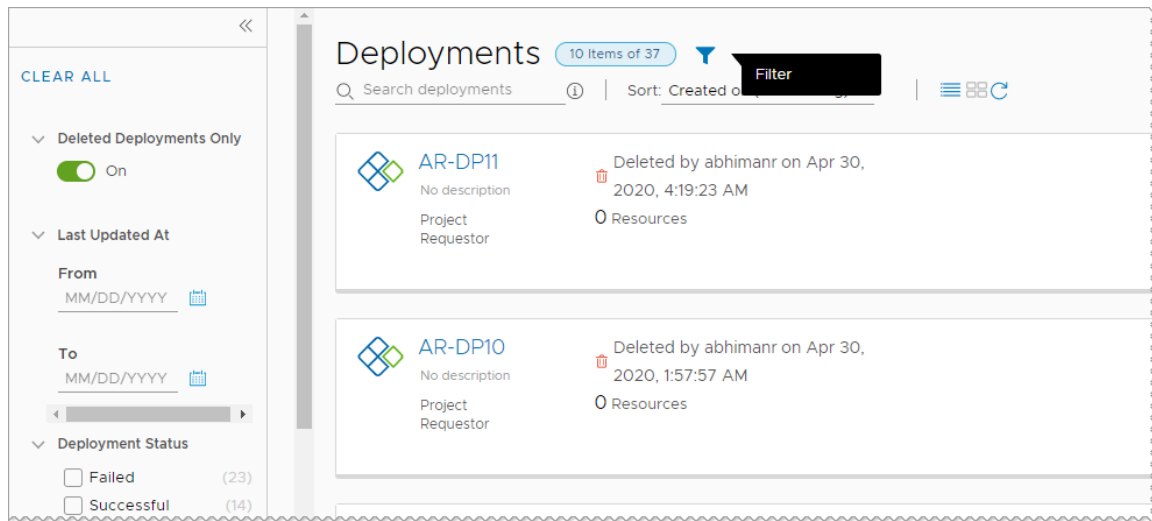 «
CLEAR ALL
Deleted Deployments Only
On
Last Updated At
From
MM/DD/YYYY
To
MM/DD/YYYY
Deployment Status
Failed (23)
Successful (14)
Deployments 10 Items of 37
Filter
Search deployments Sort: Created
AR-DP11
No description
Project
Requestor
Deleted by abhimanr on Apr 30,
2020, 4:19:23 AM
0 Resources
AR-DP10
No description
Project
Requestor
Deleted by abhimanr on Apr 30,
2020, 1:57:57 AM
0 Resources